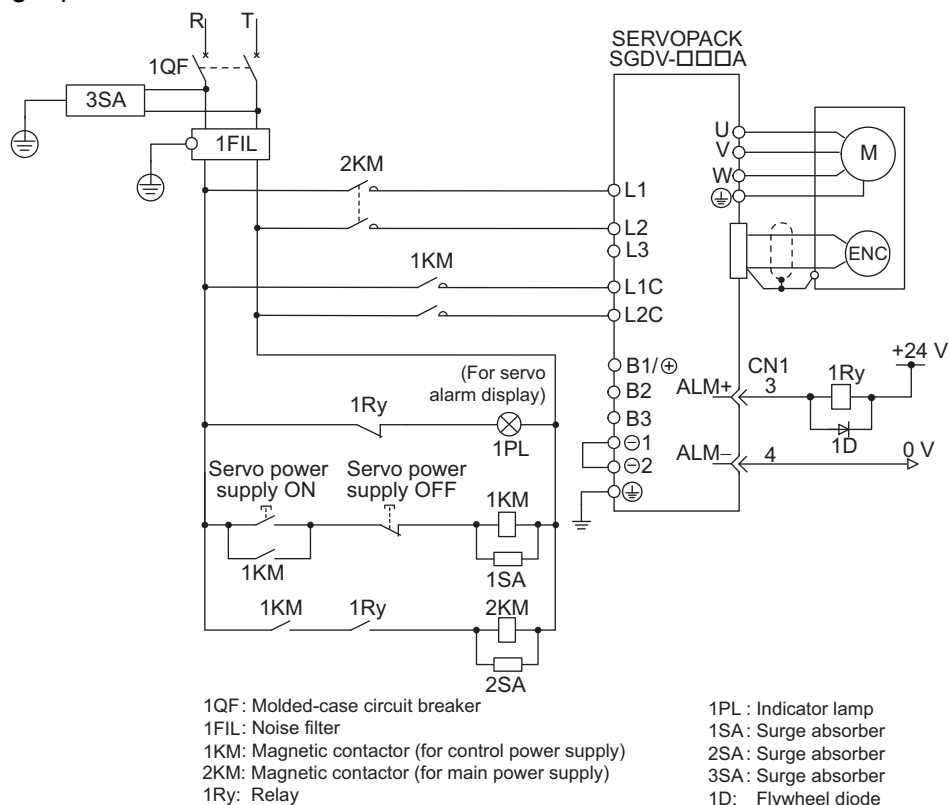 R T
1QF
3SA
1FIL
2KM
1KM
SERVOPACK
SGDV-□□□A
U
V
W
M
ENC
L1
L2
L3
L1C
L2C
B1/⊕
B2
B3
⊖1
⊖2
CN1
ALM+ 3
1Ry
+24 V
1D
ALM− 4
0 V
(For servo
alarm display)
1Ry
1PL
Servo power
supply ON
Servo power
supply OFF
1KM
1KM
1SA
1KM 1Ry 2KM
2SA
1QF: Molded-case circuit breaker
1FIL: Noise filter
1KM: Magnetic contactor (for control power supply)
2KM: Magnetic contactor (for main power supply)
1Ry: Relay
1PL : Indicator lamp
1SA : Surge absorber
2SA : Surge absorber
3SA : Surge absorber
1D: Flywheel diode